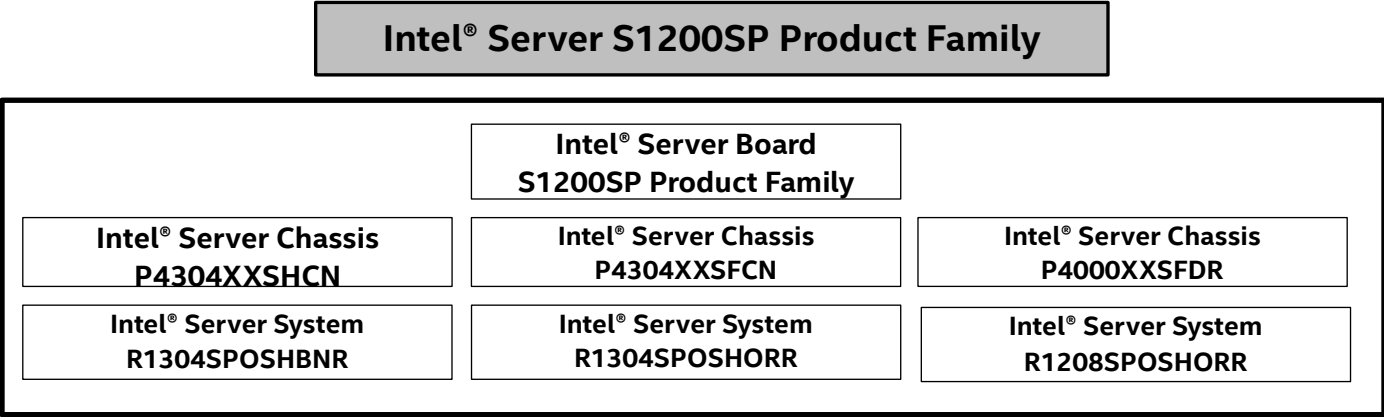 Intel® Server S1200SP Product Family
Intel® Server Board
S1200SP Product Family
Intel® Server Chassis
P4304XXSHCN
Intel® Server Chassis
P4304XXSFCN
Intel® Server Chassis
P4000XXSFDR
Intel® Server System
R1304SPOSHBNR
Intel® Server System
R1304SPOSHORR
Intel® Server System
R1208SPOSHORR